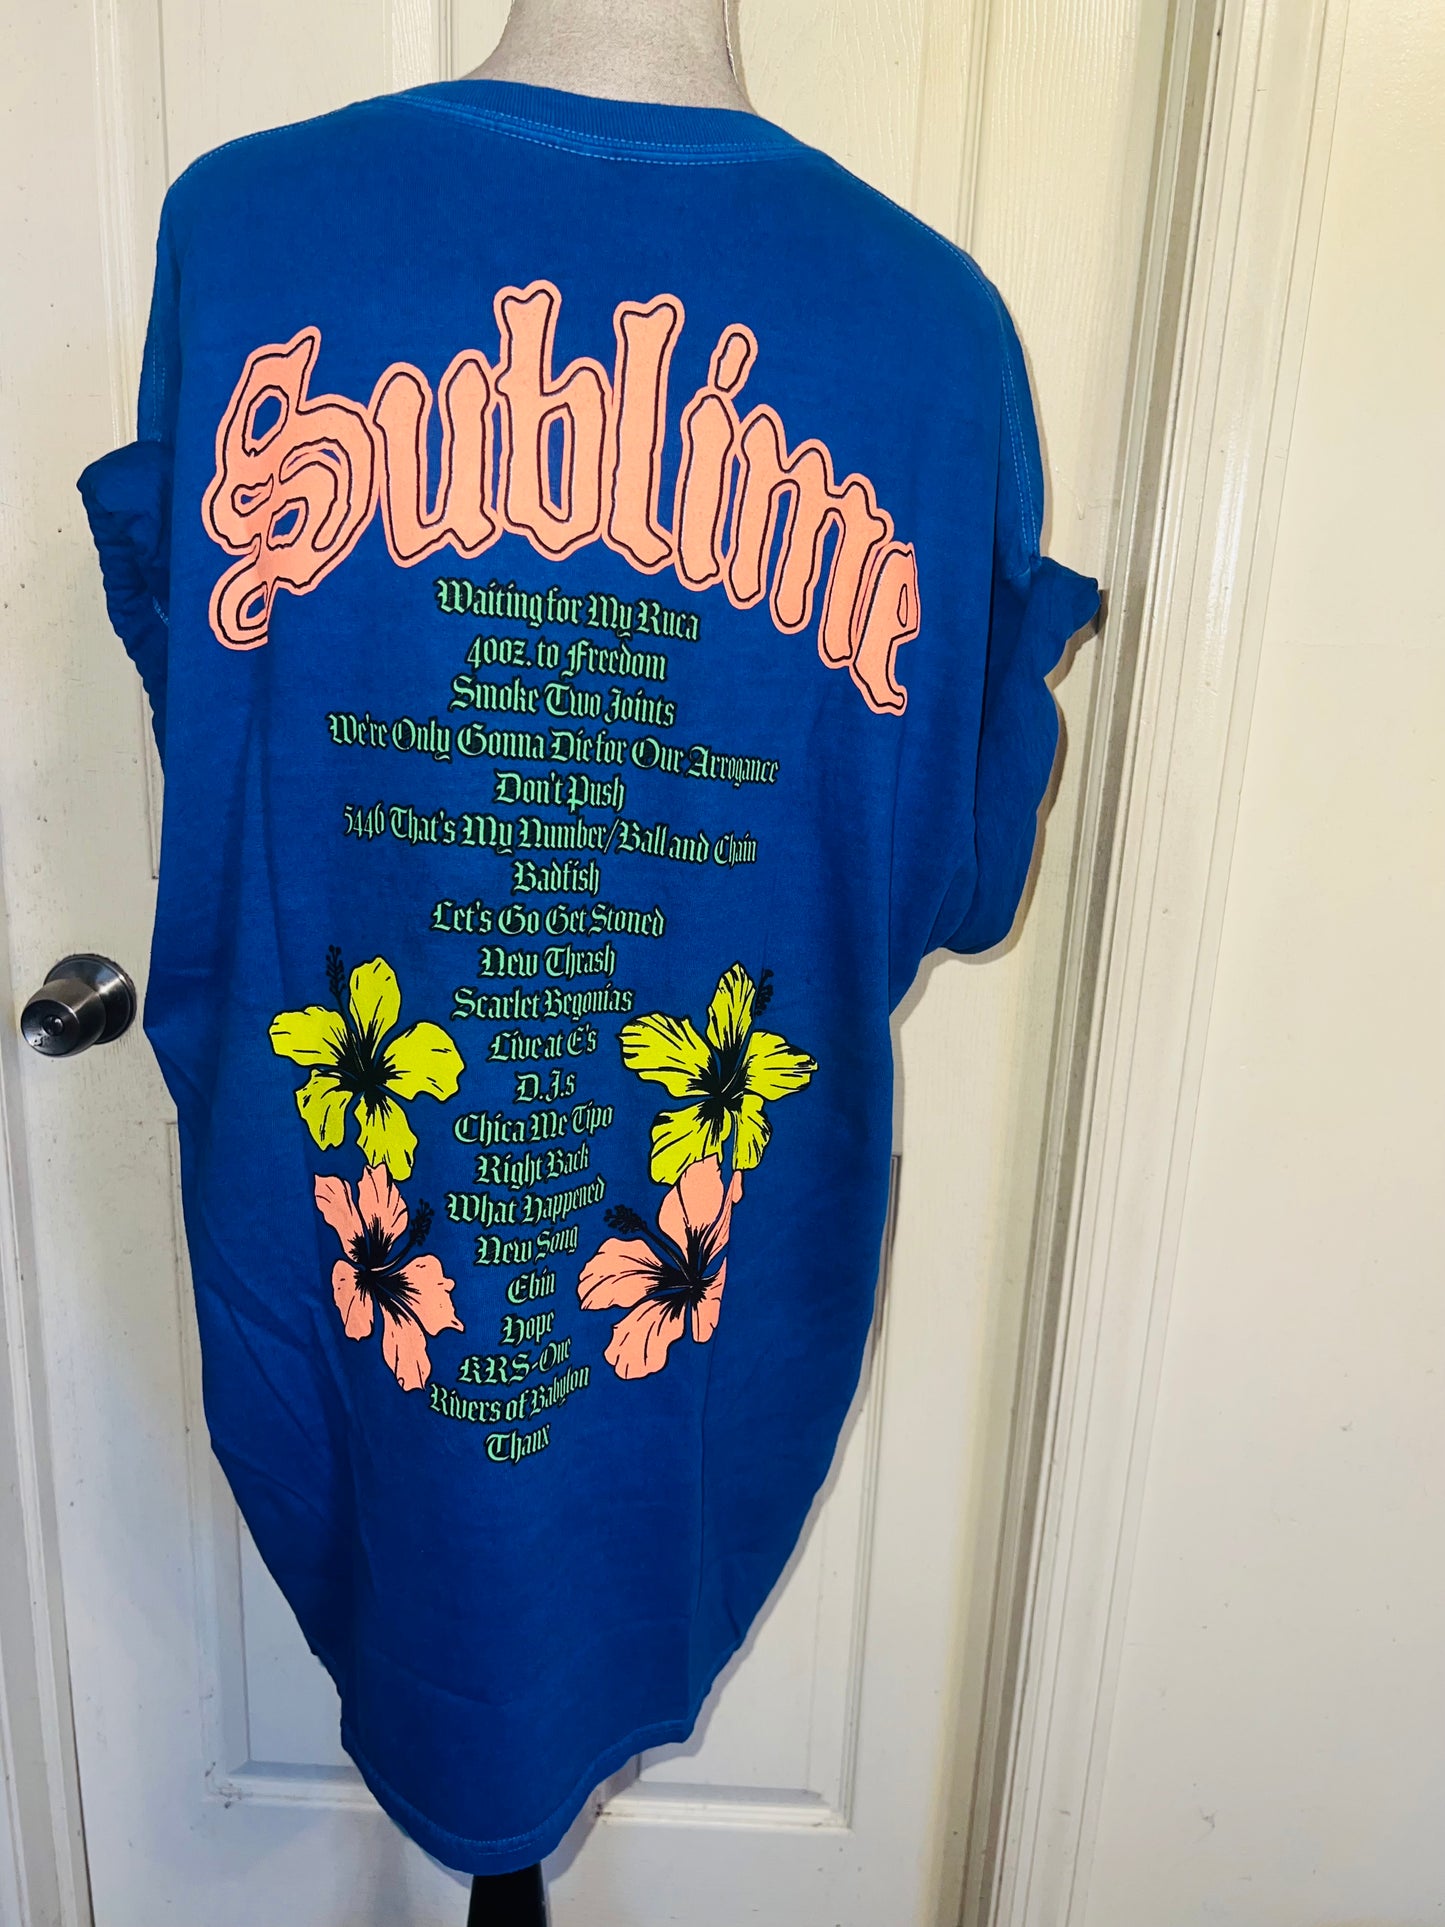 Sublime
Waiting for My Ruca
40oz. to Freedom
Smoke Two Joints
We're Only Gonna Die for Our Arrogance
Don't Push
5446 That's My Number/Ball and Chain
Badfish
Let's Go Get Stoned
New Thrash
Scarlet Begonias
Live at E's
D.J.s
Chica Me Tipo
Right Back
What Happened
New Song
Ebin
Hope
KRS-One
Rivers of Babylon
Thanx